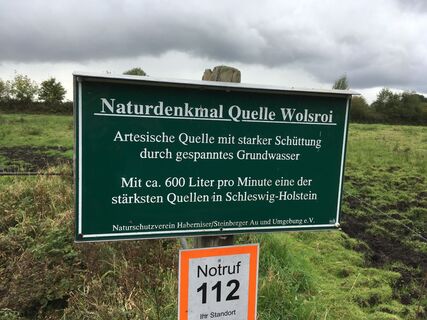 Naturdenkmal Quelle Wolsroi
Artesische Quelle mit starker Schüttung
durch gespanntes Grundwasser
Mit ca. 600 Liter pro Minute eine der
stärksten Quellen in Schleswig-Holstein
Naturschutzverein Haberniser/Steinberger Au und Umgebung e.V.
Notruf
112
Ihr Standort